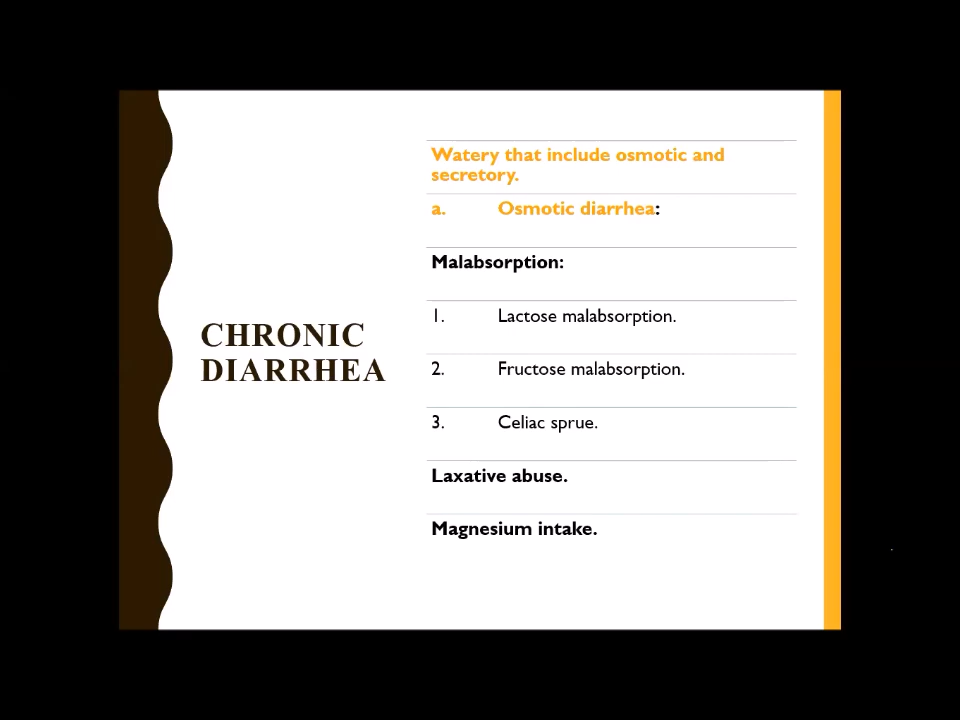 CHRONIC
DIARRHEA
Watery that include osmotic and
secretory.
a. Osmotic diarrhea:
Malabsorption:
1. Lactose malabsorption.
2. Fructose malabsorption.
3. Celiac sprue.
Laxative abuse.
Magnesium intake.